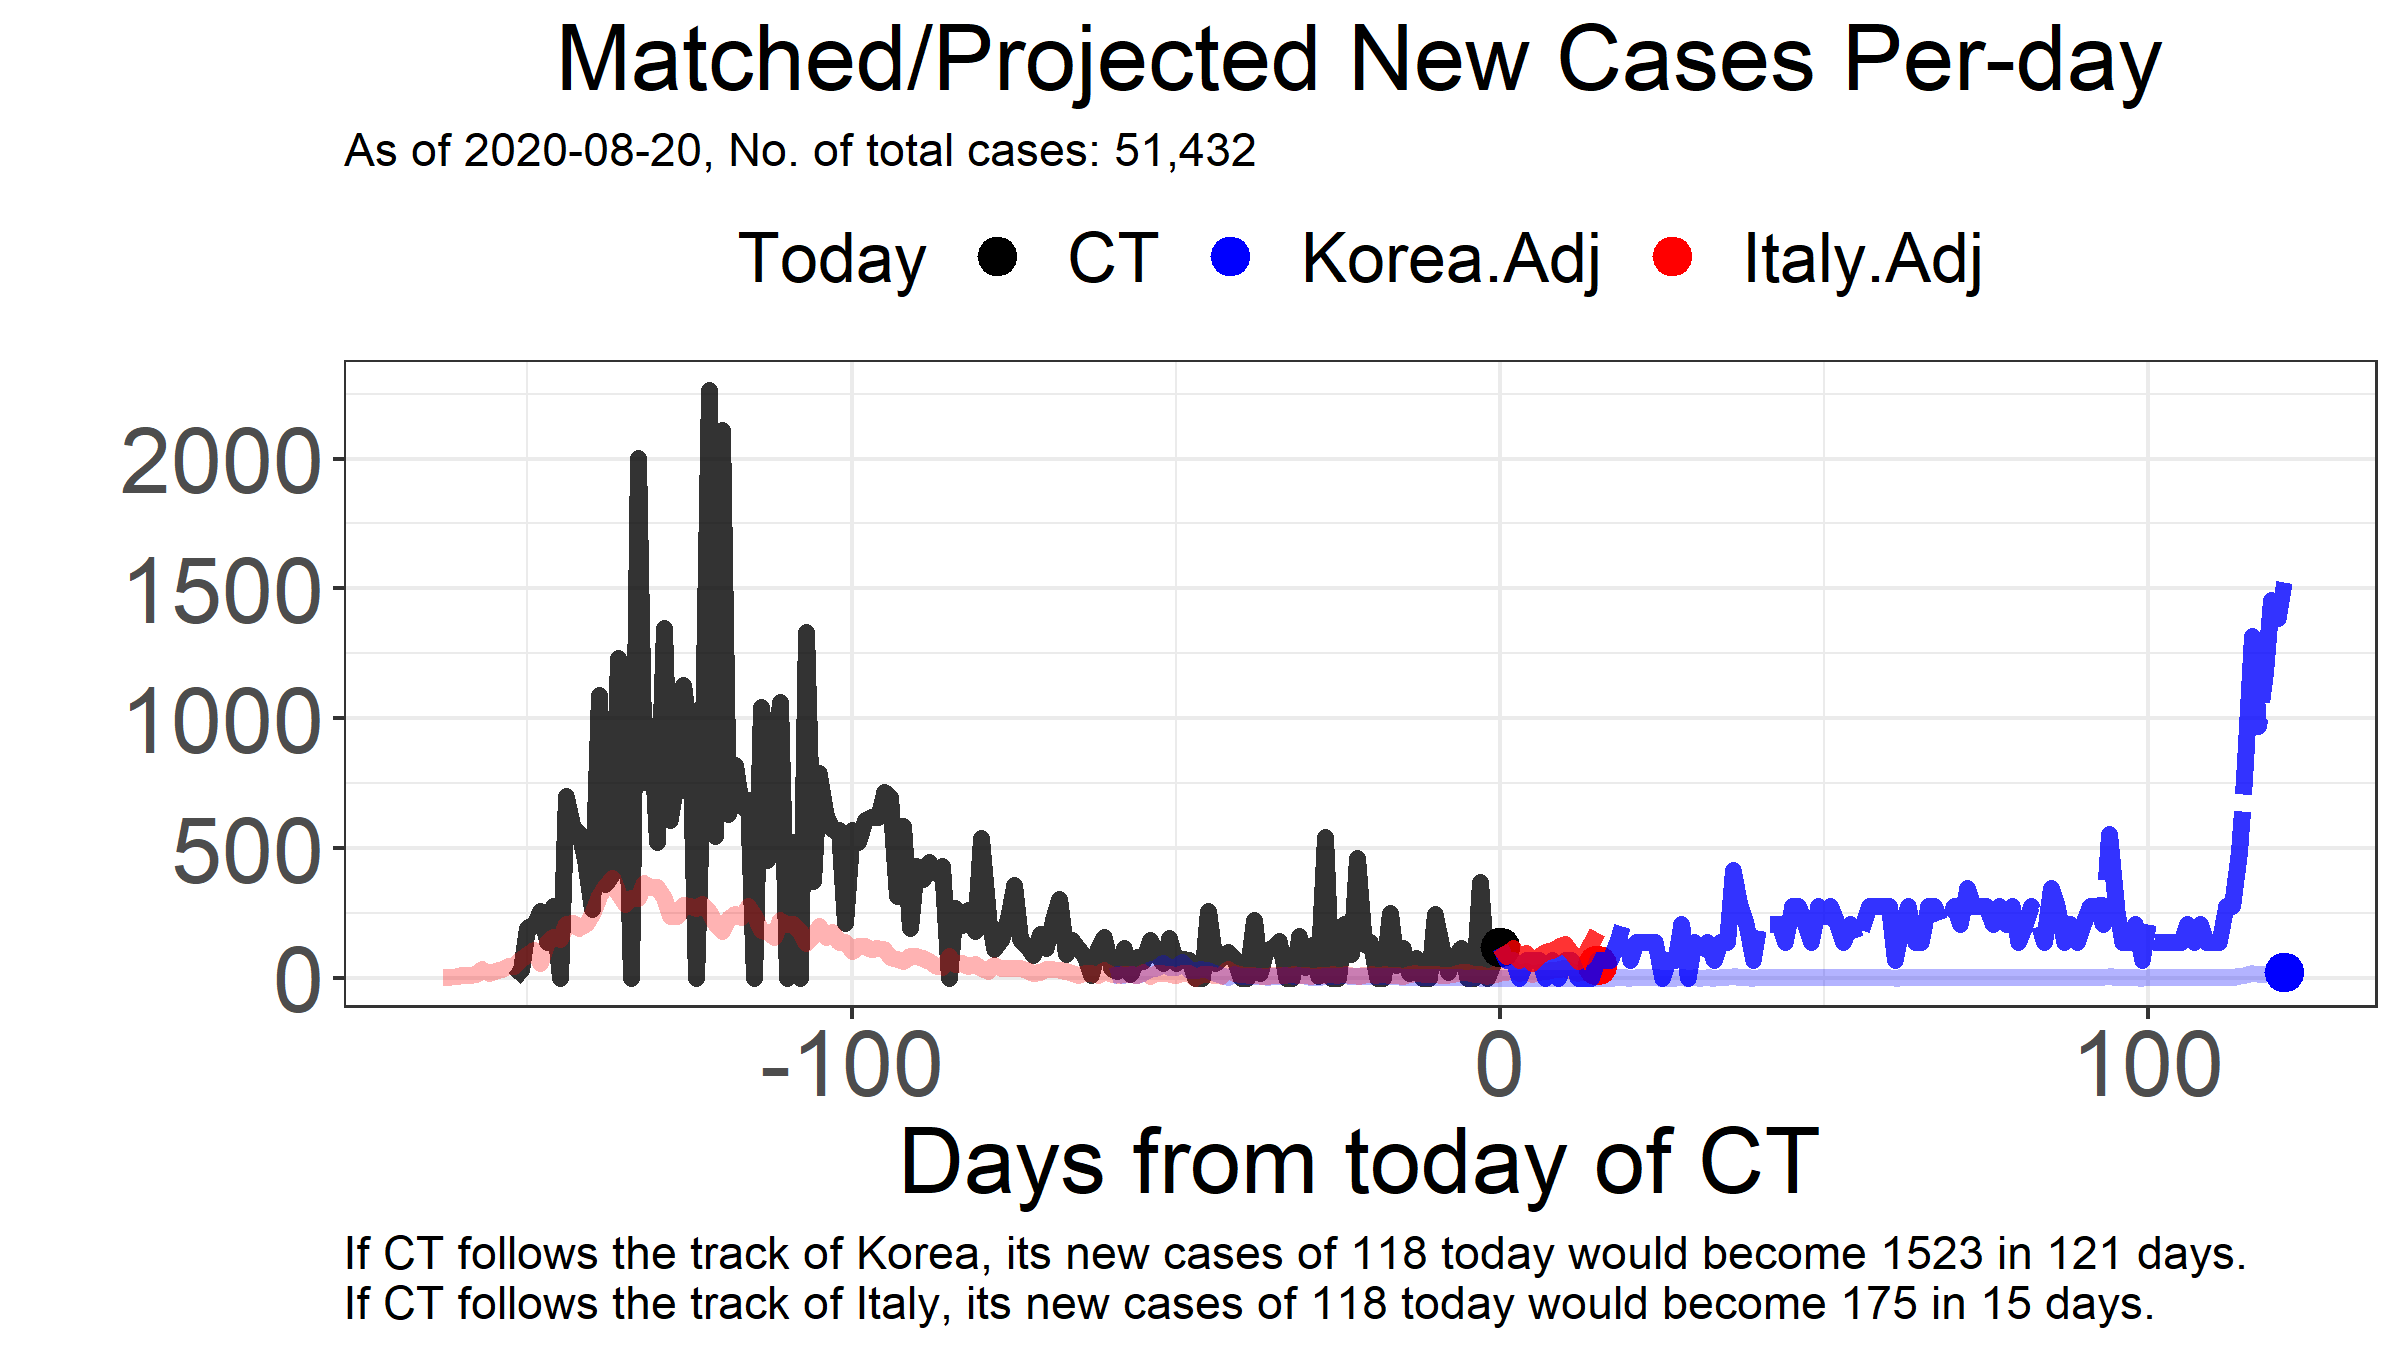 Matched/Projected New Cases Per-day
As of 2020-08-20, No. of total cases: 51,432
Today CT Korea.Adj Italy.Adj
2000
1500
1000
500
0
-100 0 100
Days from today of CT
If CT follows the track of Korea, its new cases of 118 today would become 1523 in 121 days.
If CT follows the track of Italy, its new cases of 118 today would become 175 in 15 days.